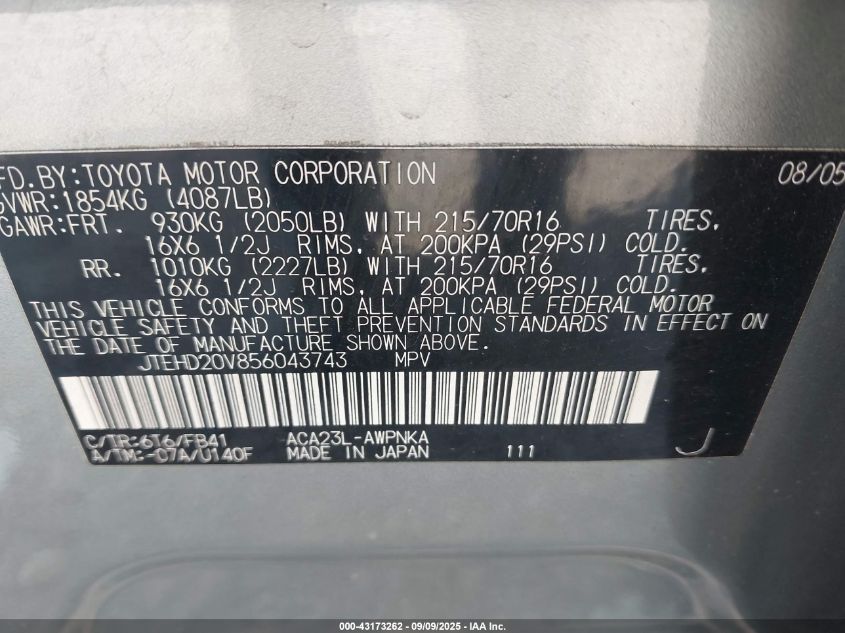 FD. BY: TOYOTA MOTOR CORPORATION 08/05
GVWR: 1854KG (4087LB)
GAWR: FRT. 930KG (2050LB) WITH 215/70R16 TIRES,
16X6 1/2J RIMS, AT 200KPA (29PSI) COLD.
RR. 1010KG (2227LB) WITH 215/70R16 TIRES,
16X6 1/2J RIMS, AT 200KPA (29PSI) COLD.
THIS VEHICLE CONFORMS TO ALL APPLICABLE FEDERAL MOTOR
VEHICLE SAFETY AND THEFT PREVENTION STANDARDS IN EFFECT ON
THE DATE OF MANUFACTURE SHOWN ABOVE.
JTEHD20V856043743 MPV
C/TR: 6T6/FB41 ACA23L-AWPNKA
A/TM: -07A/U140F MADE IN JAPAN 111 J
000-43173262 - 09/09/2025 - IAA Inc.